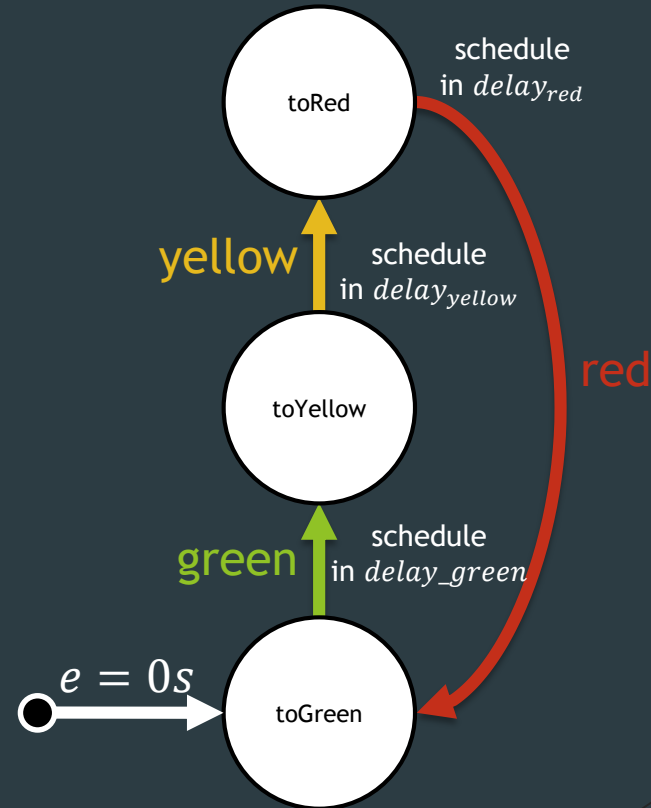 schedule
in delay_red
toRed
yellow
schedule
in delay_yellow
red
toYellow
green
schedule
in delay_green
e = 0s
toGreen